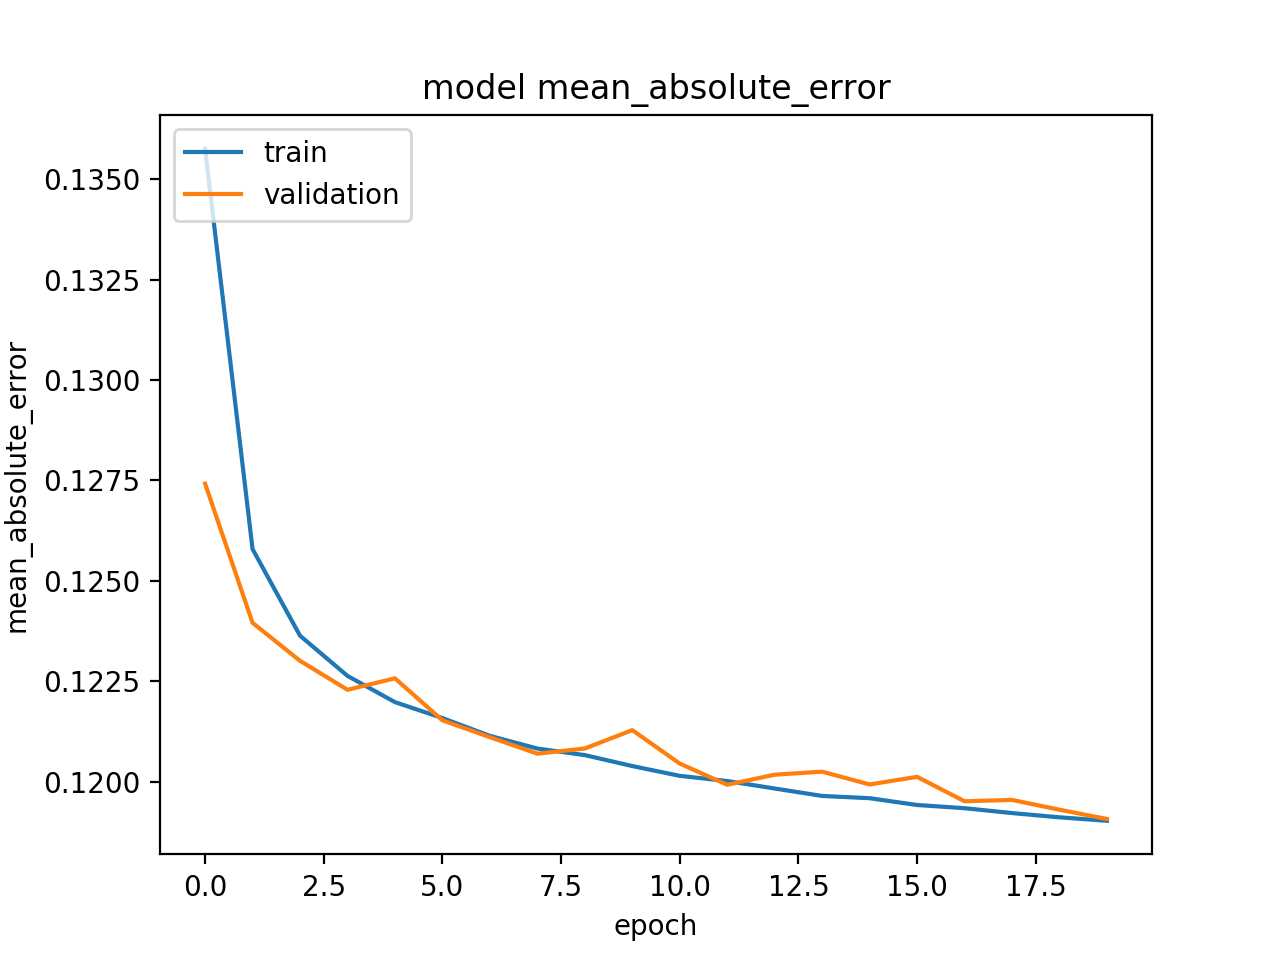 model mean_absolute_error
train
validation
mean_absolute_error
0.1350
0.1325
0.1300
0.1275
0.1250
0.1225
0.1200
0.0 2.5 5.0 7.5 10.0 12.5 15.0 17.5
epoch